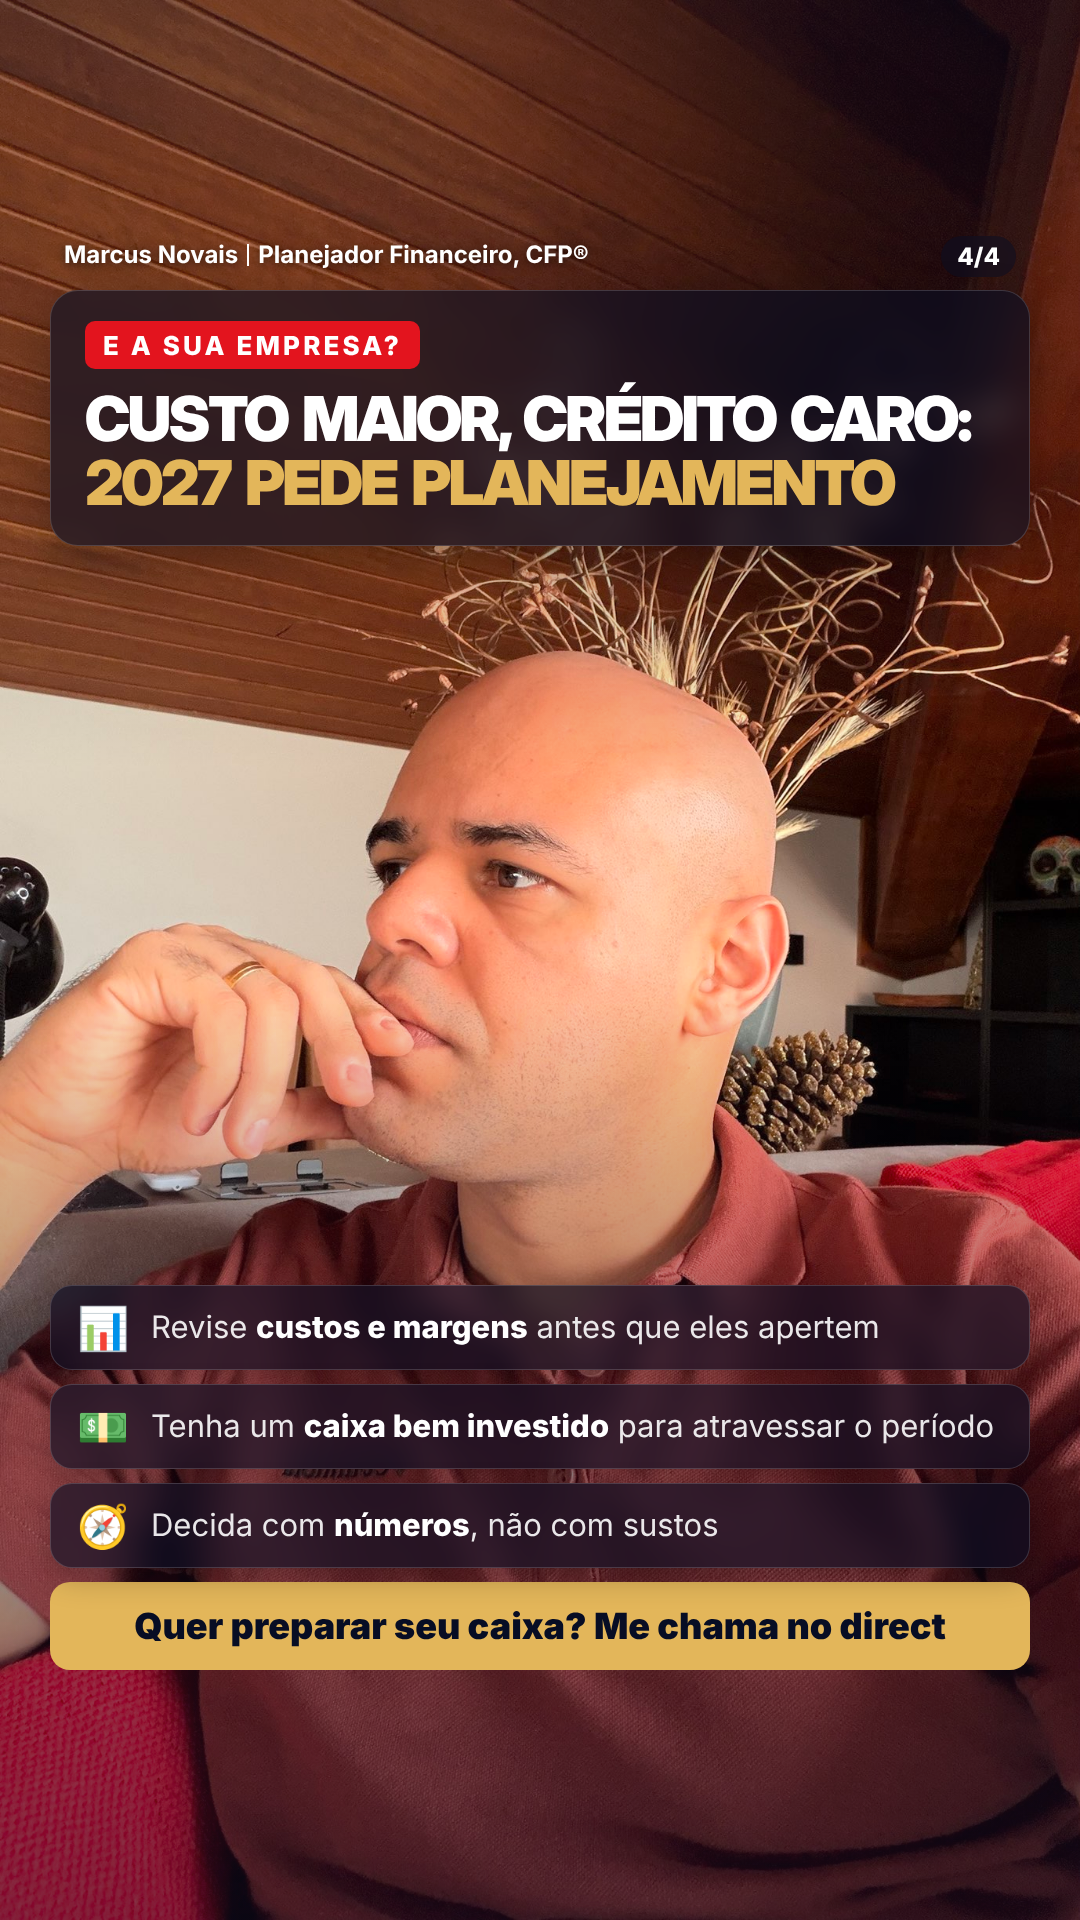 Marcus Novais | Planejador Financeiro, CFP®
4/4
E A SUA EMPRESA?
CUSTO MAIOR, CRÉDITO CARO:
2027 PEDE PLANEJAMENTO
Revise custos e margens antes que eles apertem
Tenha um caixa bem investido para atravessar o período
Decida com números, não com sustos
Quer preparar seu caixa? Me chama no direct